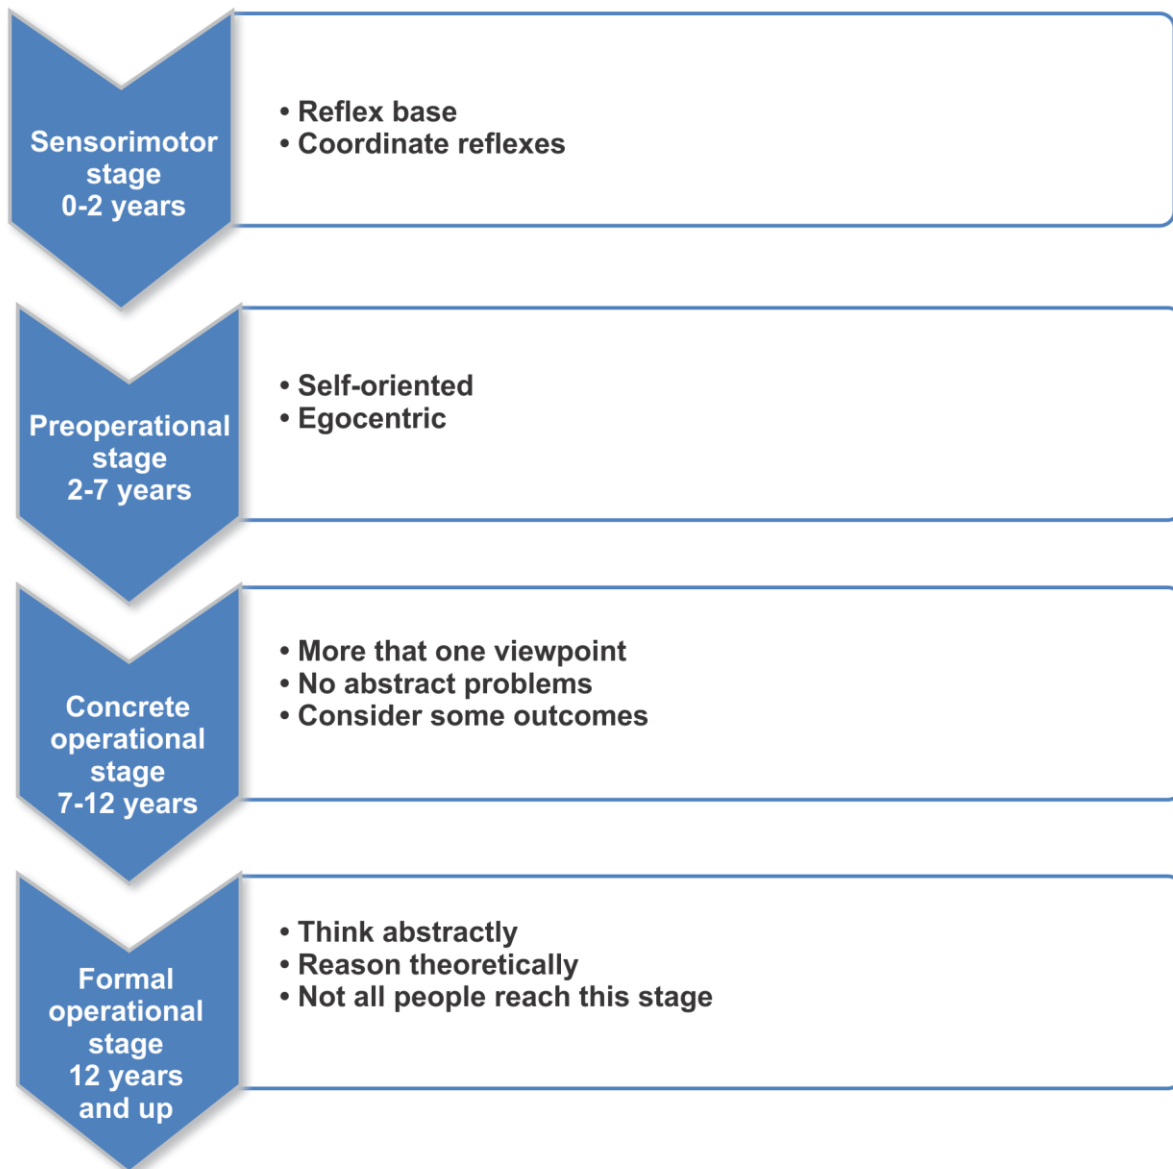 Sensorimotor
stage
0-2 years
• Reflex base
• Coordinate reflexes
Preoperational
stage
2-7 years
• Self-oriented
• Egocentric
Concrete
operational
stage
7-12 years
• More that one viewpoint
• No abstract problems
• Consider some outcomes
Formal
operational
stage
12 years
and up
• Think abstractly
• Reason theoretically
• Not all people reach this stage